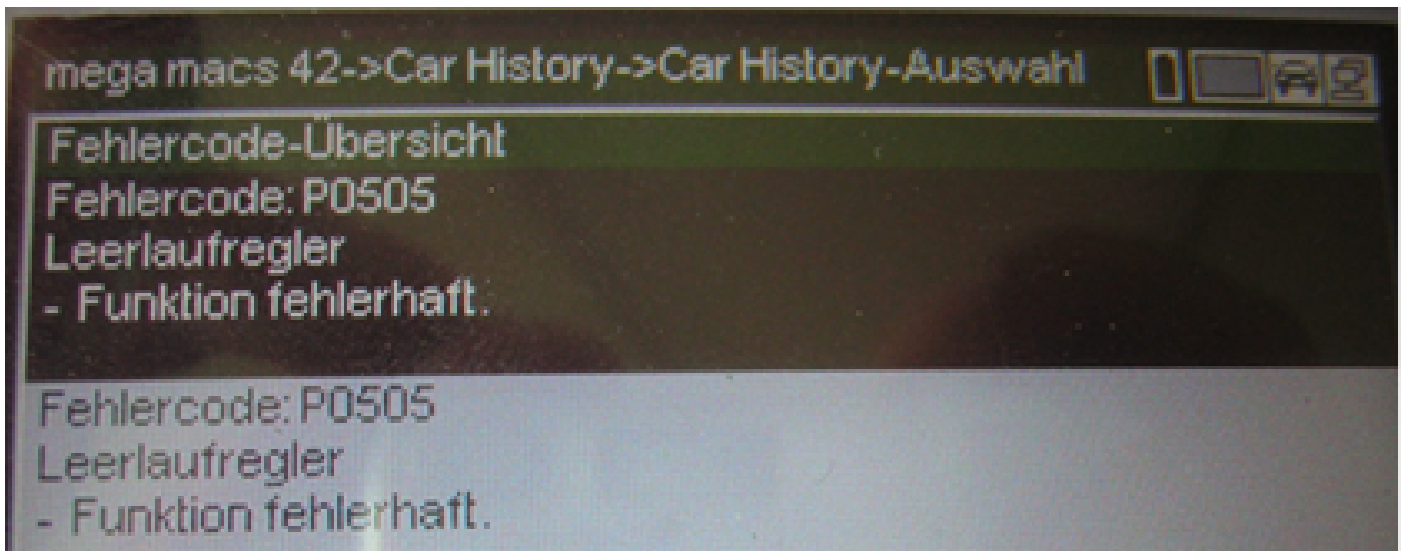 mega macs 42->Car History->Car History-Auswahl
Fehlercode-Übersicht
Fehlercode: P0505
Leerlaufregler
- Funktion fehlerhaft.
Fehlercode: P0505
Leerlaufregler
- Funktion fehlerhaft.